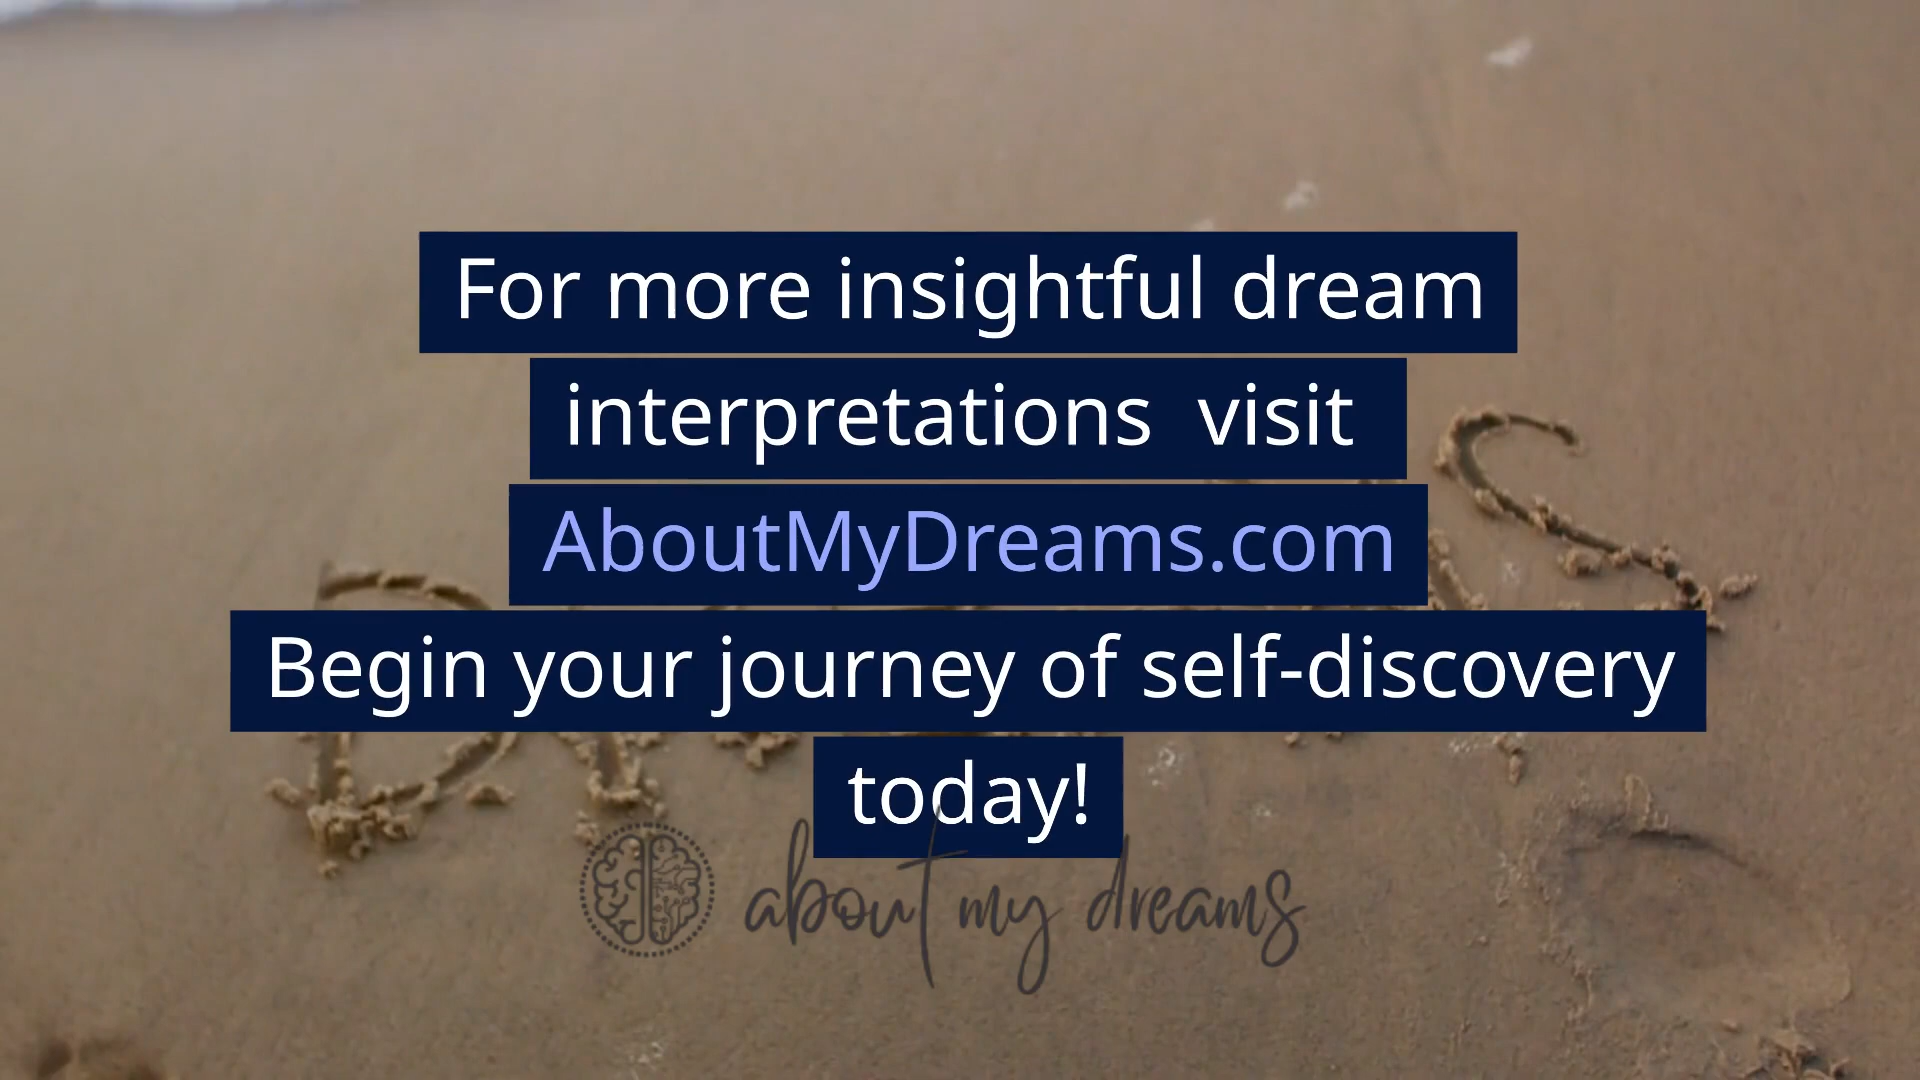 For more insightful dream
interpretations  visit
AboutMyDreams.com
Begin your journey of self-discovery
today!
about my dreams